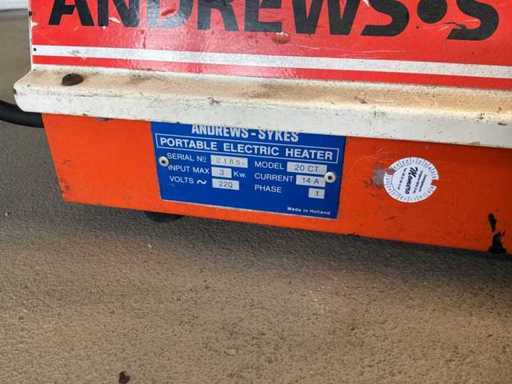 ANDREWS•S
ANDREWS-SYKES
PORTABLE ELECTRIC HEATER
SERIAL Nº 2165 MODEL 20 CT
INPUT MAX 3 Kw. CURRENT 14 A
VOLTS ~ 220 PHASE 1
Made in Holland